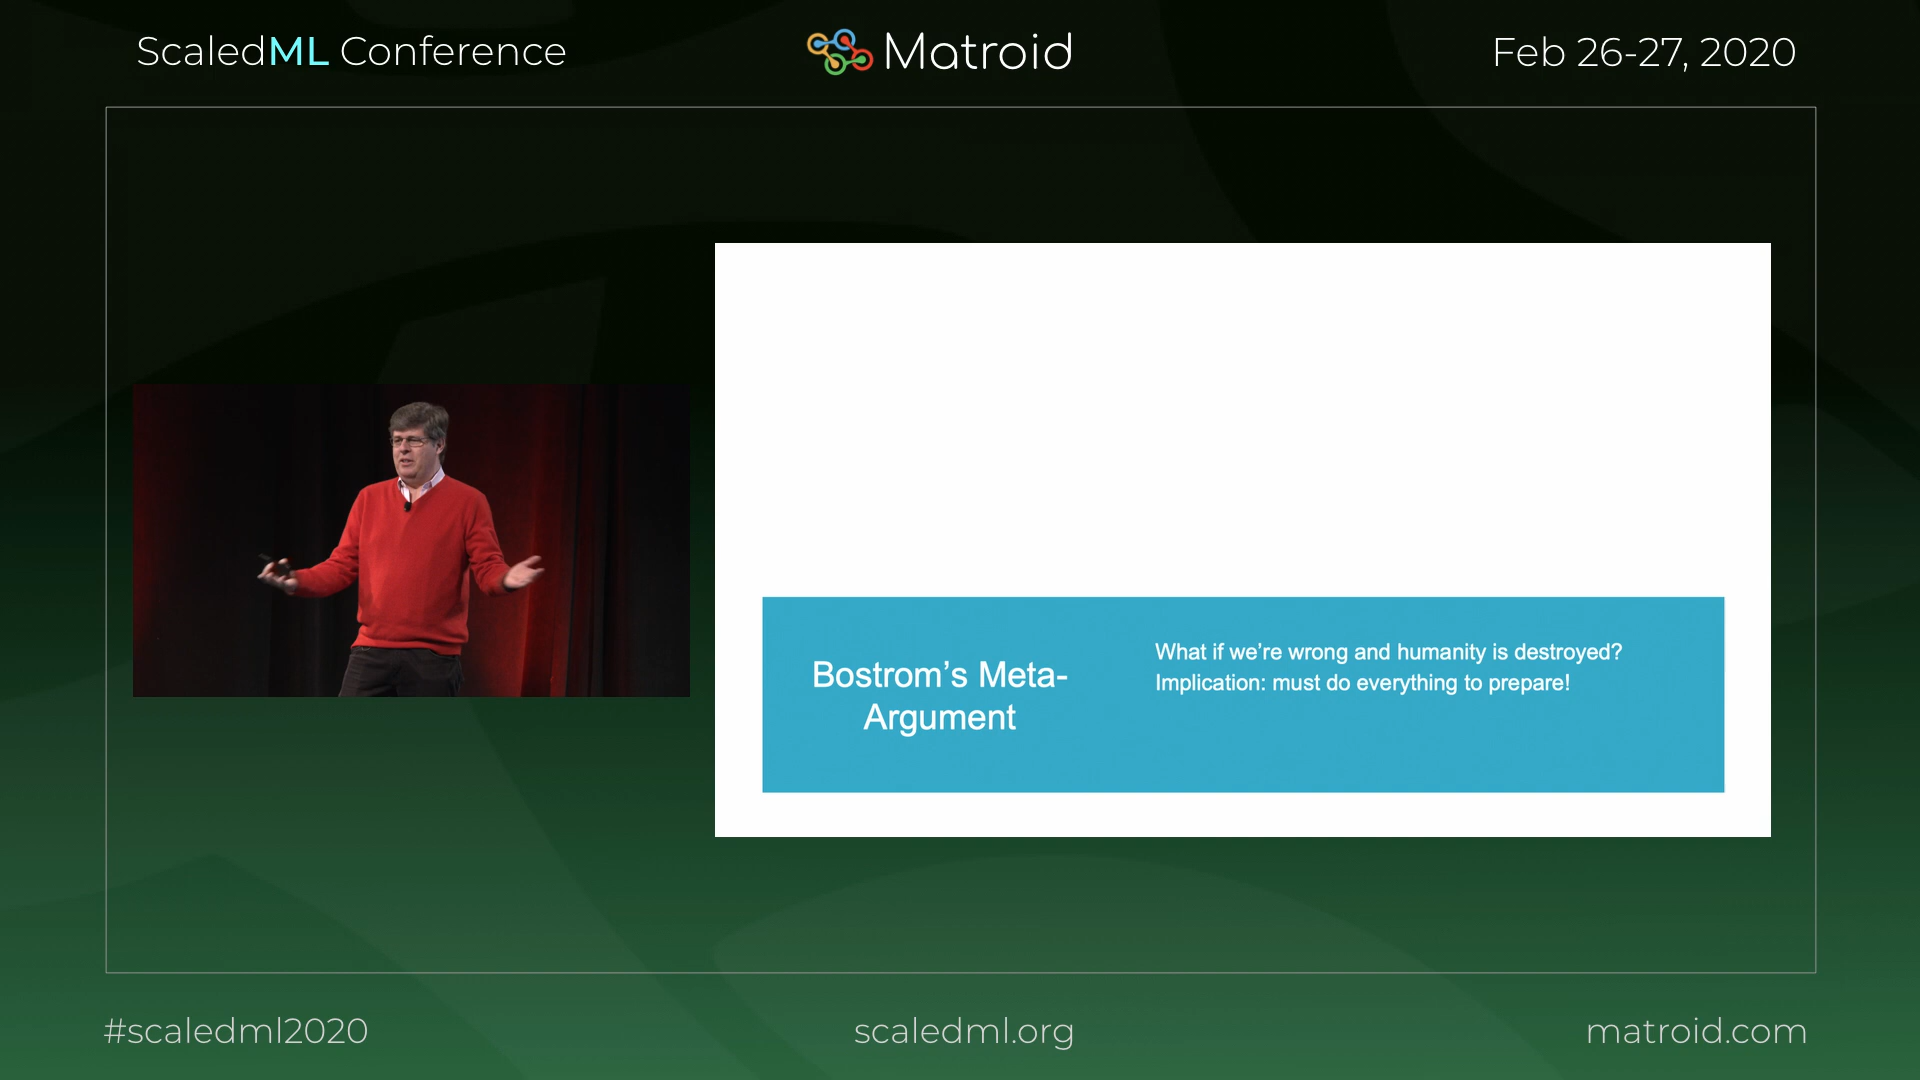 ScaledML Conference
Matroid
Feb 26-27, 2020
Bostrom’s Meta-
Argument
What if we’re wrong and humanity is destroyed?
Implication: must do everything to prepare!
#scaledml2020
scaledml.org
matroid.com